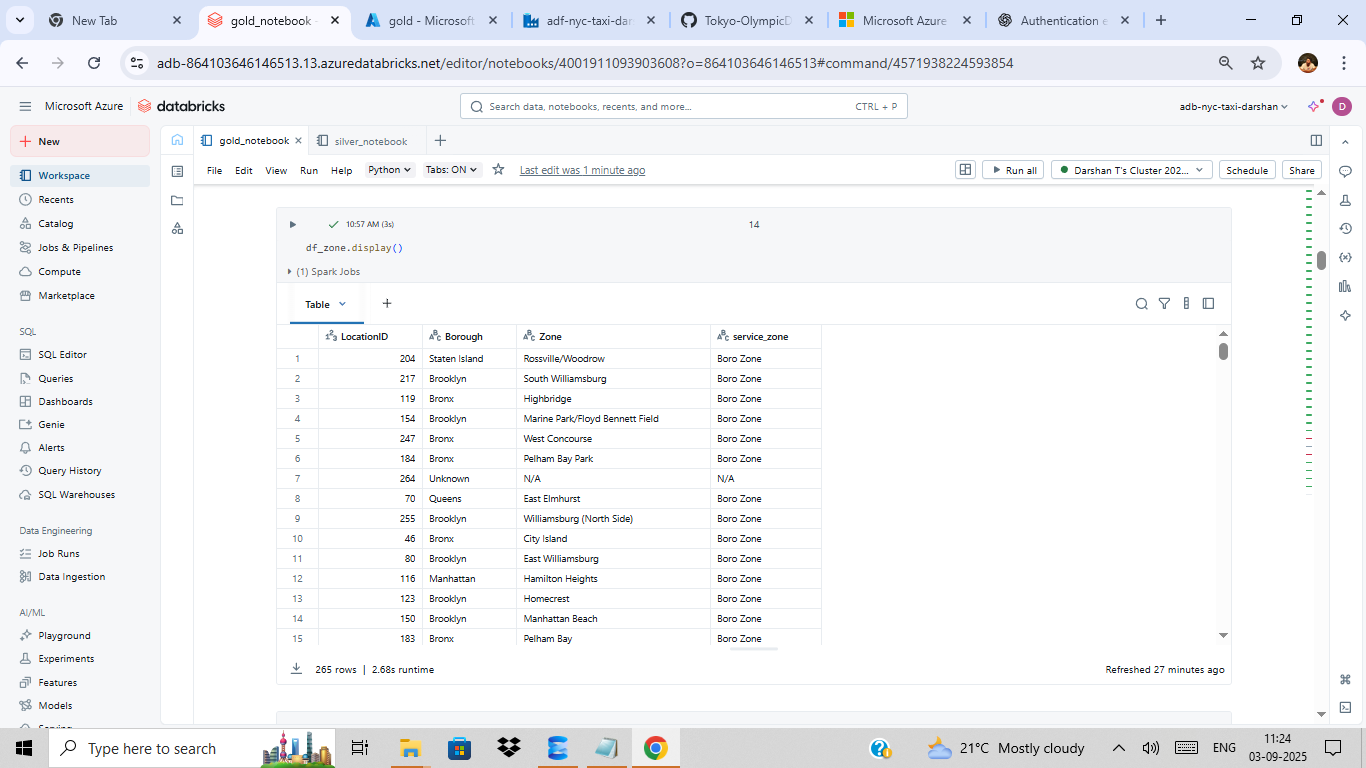 New Tab
gold_notebook -
gold - Microsoft
adf-nyc-taxi-dar
Tokyo-OlympicD
Microsoft Azure
Authentication e
adb-864103646146513.13.azuredatabricks.net/editor/notebooks/4001911093903608?o=864103646146513#command/4571938224593854
Microsoft Azure databricks
Search data, notebooks, recents, and more... CTRL + P
adb-nyc-taxi-darshan
D
New
Workspace
Recents
Catalog
Jobs & Pipelines
Compute
Marketplace
SQL
SQL Editor
Queries
Dashboards
Genie
Alerts
Query History
SQL Warehouses
Data Engineering
Job Runs
Data Ingestion
AI/ML
Playground
Experiments
Features
Models
Serving
gold_notebook
silver_notebook
File Edit View Run Help Python Tabs: ON Last edit was 1 minute ago
Run all Darshan T's Cluster 202... Schedule Share
10:57 AM (3s) 14
df_zone.display()
(1) Spark Jobs
Table
LocationID Borough Zone service_zone
1 204 Staten Island Rossville/Woodrow Boro Zone
2 217 Brooklyn South Williamsburg Boro Zone
3 119 Bronx Highbridge Boro Zone
4 154 Brooklyn Marine Park/Floyd Bennett Field Boro Zone
5 247 Bronx West Concourse Boro Zone
6 184 Bronx Pelham Bay Park Boro Zone
7 264 Unknown N/A N/A
8 70 Queens East Elmhurst Boro Zone
9 255 Brooklyn Williamsburg (North Side) Boro Zone
10 46 Bronx City Island Boro Zone
11 80 Brooklyn East Williamsburg Boro Zone
12 116 Manhattan Hamilton Heights Boro Zone
13 123 Brooklyn Homecrest Boro Zone
14 150 Brooklyn Manhattan Beach Boro Zone
15 183 Bronx Pelham Bay Boro Zone
265 rows | 2.68s runtime
Refreshed 27 minutes ago
Type here to search
21°C Mostly cloudy
ENG
11:24
03-09-2025